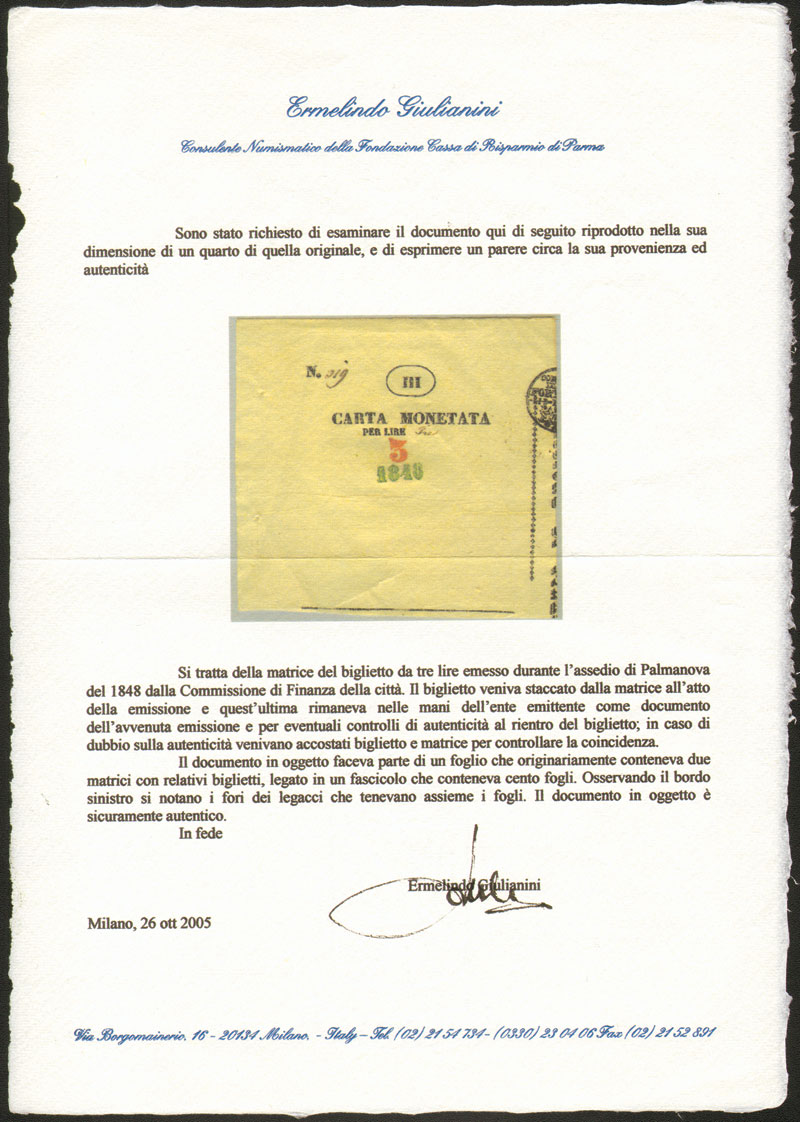 Ermelindo Giulianini
Consulente Numismatico della Fondazione Cassa di Risparmio di Parma
Sono stato richiesto di esaminare il documento qui di seguito riprodotto nella sua
dimensione di un quarto di quella originale, e di esprimere un parere circa la sua provenienza ed
autenticità
N. 219
III
CARTA MONETATA
PER LIRE
3
1848
Si tratta della matrice del biglietto da tre lire emesso durante l'assedio di Palmanova
del 1848 dalla Commissione di Finanza della città. Il biglietto veniva staccato dalla matrice all'atto
della emissione e quest'ultima rimaneva nelle mani dell'ente emittente come documento
dell'avvenuta emissione e per eventuali controlli di autenticità al rientro del biglietto; in caso di
dubbio sulla autenticità venivano accostati biglietto e matrice per controllare la coincidenza.
Il documento in oggetto faceva parte di un foglio che originariamente conteneva due
matrici con relativi biglietti, legato in un fascicolo che conteneva cento fogli. Osservando il bordo
sinistro si notano i fori dei legacci che tenevano assieme i fogli. Il documento in oggetto è
sicuramente autentico.
In fede
Ermelindo Giulianini
Milano, 26 ott 2005
Via Borgomainerio, 16 - 20134 Milano. - Italy – Tel. (02) 21 54 734- (0330) 23 04 06 Fax (02) 21 52 891